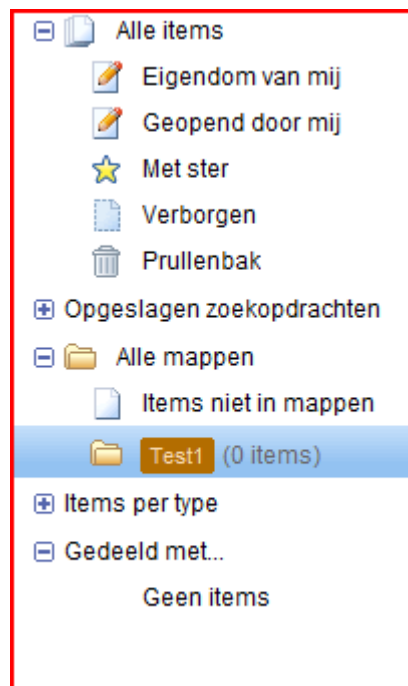 Alle items
Eigendom van mij
Geopend door mij
Met ster
Verborgen
Prullenbak
Opgeslagen zoekopdrachten
Alle mappen
Items niet in mappen
Test1 (0 items)
Items per type
Gedeeld met...
Geen items